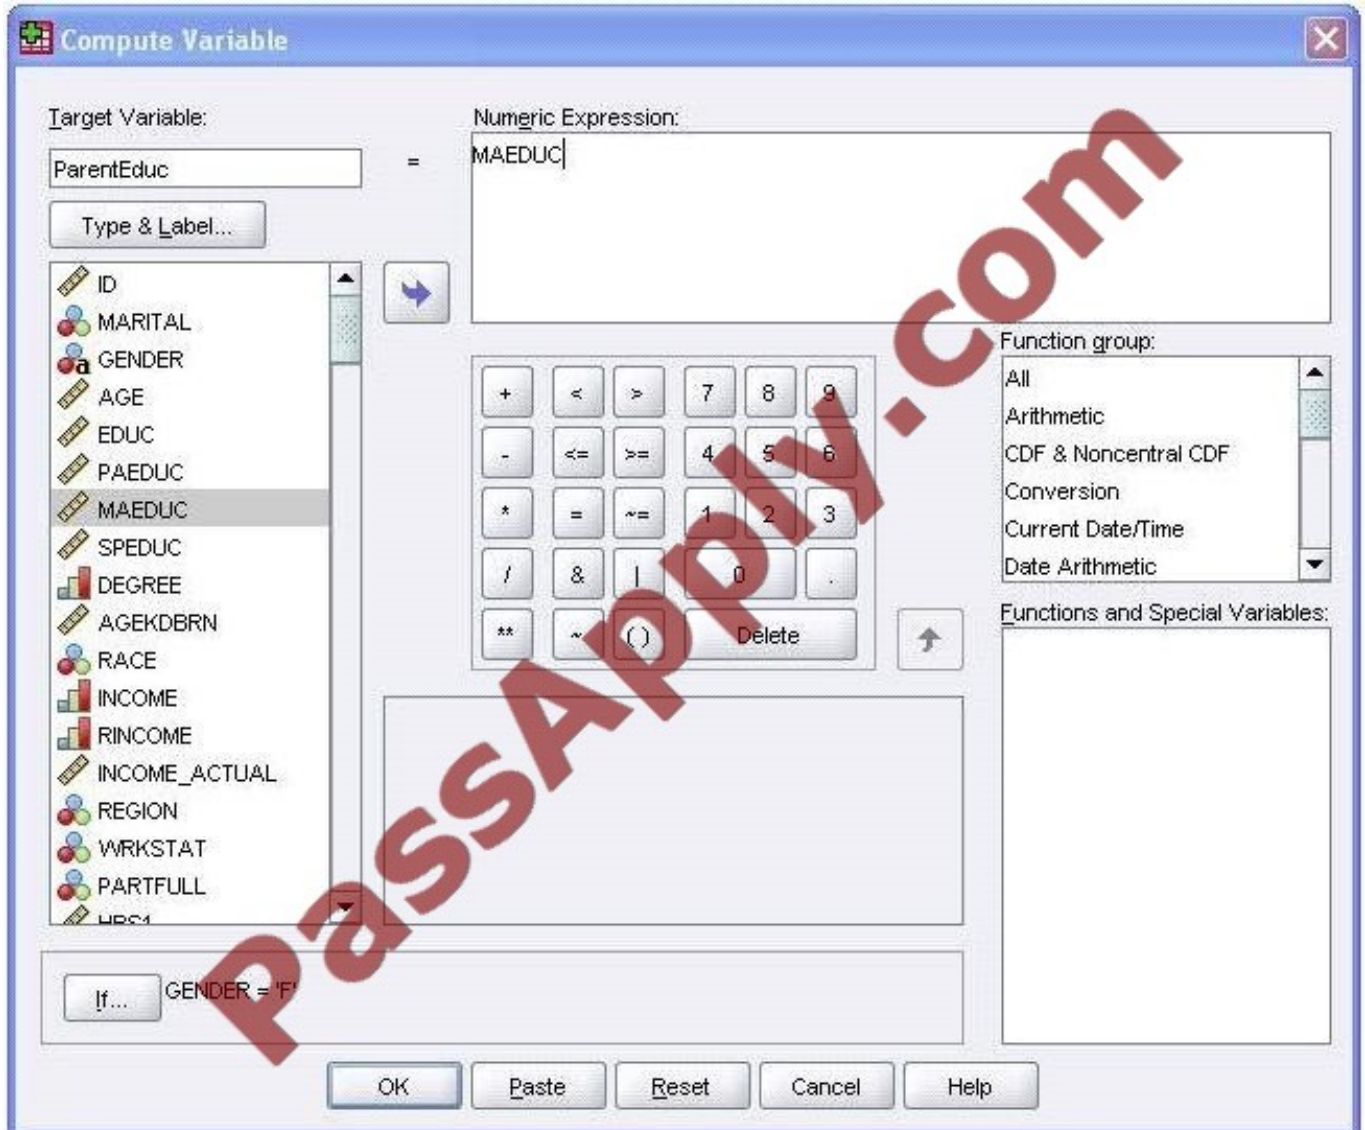 Compute Variable
Target Variable:
ParentEduc
=
Numeric Expression:
MAEDUC
Type & Label...
ID
MARITAL
GENDER
AGE
EDUC
PAEDUC
MAEDUC
SPEDUC
DEGREE
AGEKDBRN
RACE
INCOME
RINCOME
INCOME_ACTUAL
REGION
WRKSTAT
PARTFULL
HRS1
+ < > 7 8 9
- <= >= 4 5 6
* = ~= 1 2 3
/ & | 0 .
** ~ ( ) Delete
Function group:
All
Arithmetic
CDF & Noncentral CDF
Conversion
Current Date/Time
Date Arithmetic
Functions and Special Variables:
If... GENDER = 'F'
OK Paste Reset Cancel Help
PassApply.com